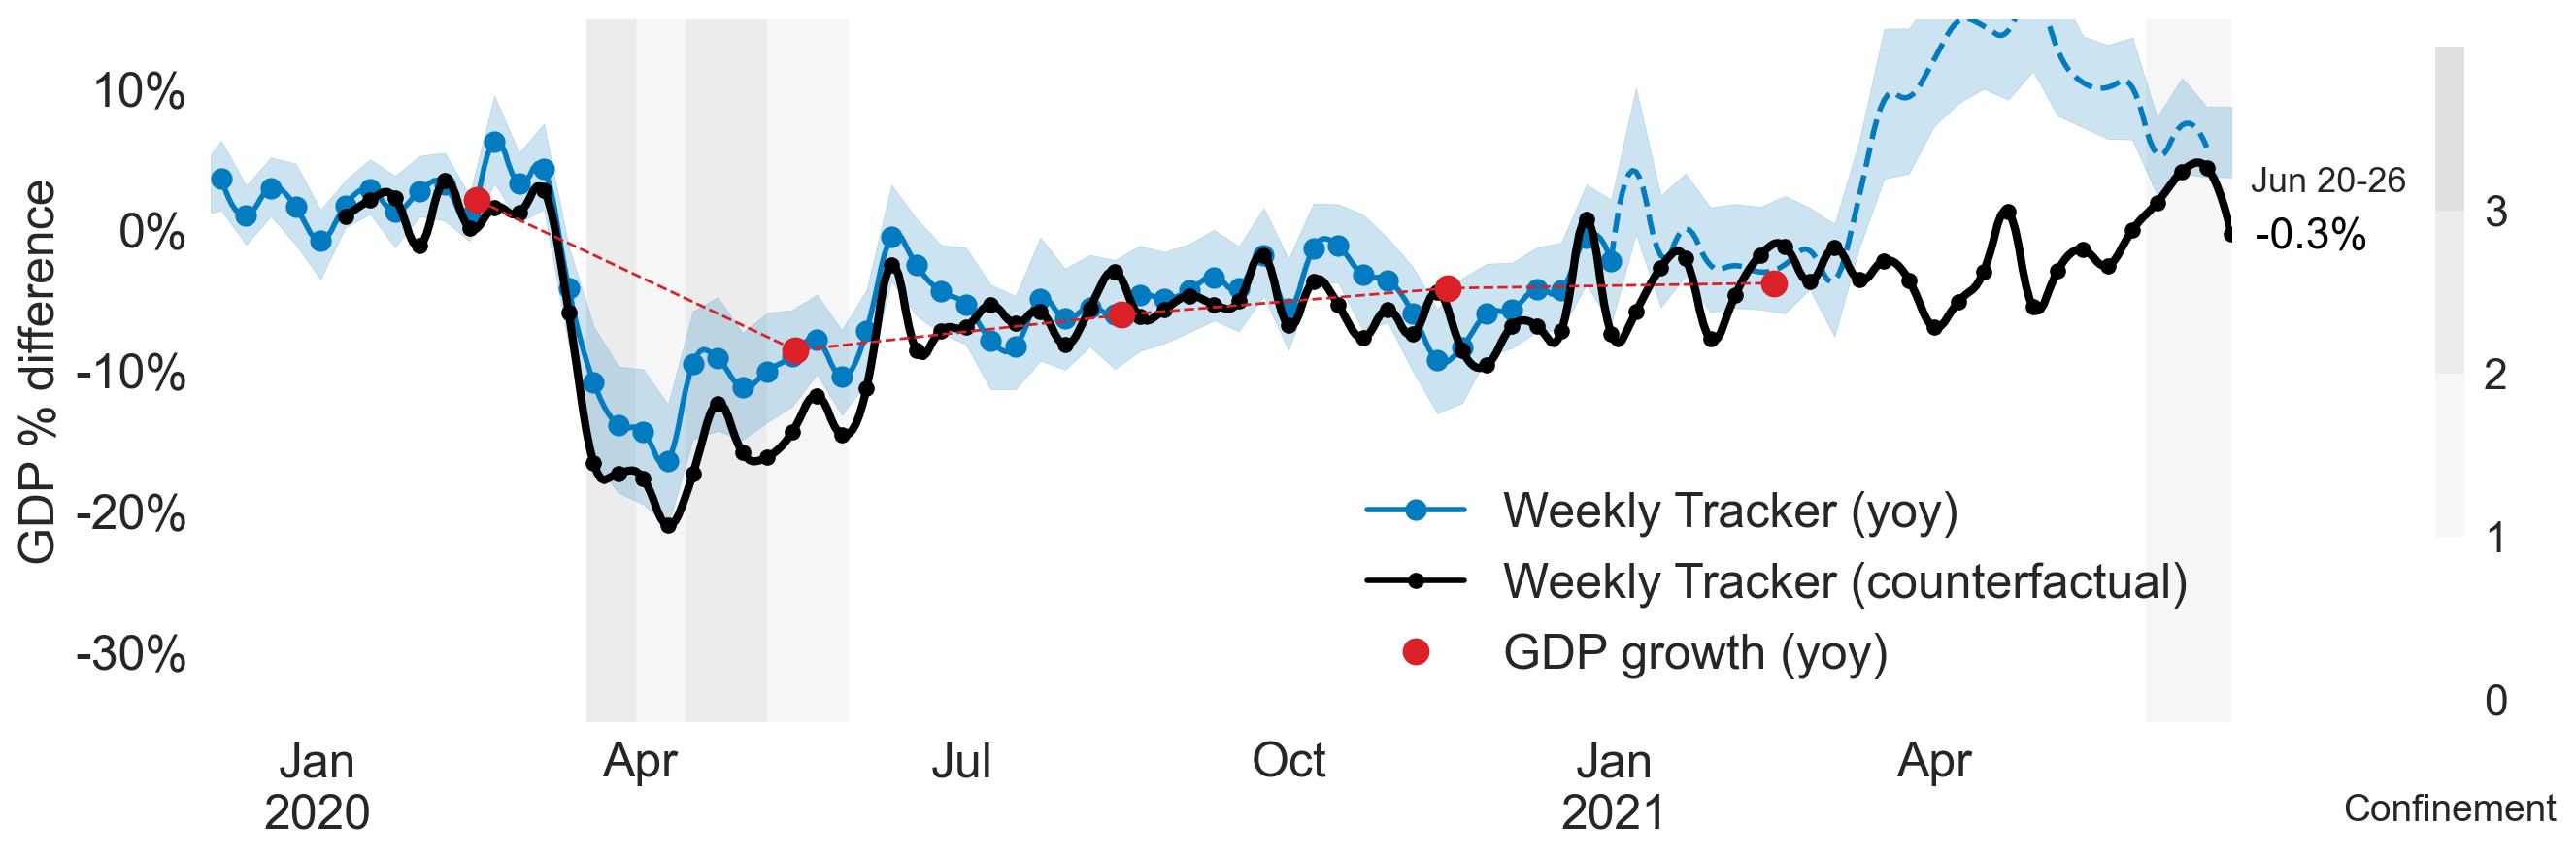 GDP % difference
10%
0%
-10%
-20%
-30%
Jan
2020
Apr
Jul
Oct
Jan
2021
Apr
Weekly Tracker (yoy)
Weekly Tracker (counterfactual)
GDP growth (yoy)
Jun 20-26
-0.3%
3
2
1
0
Confinement